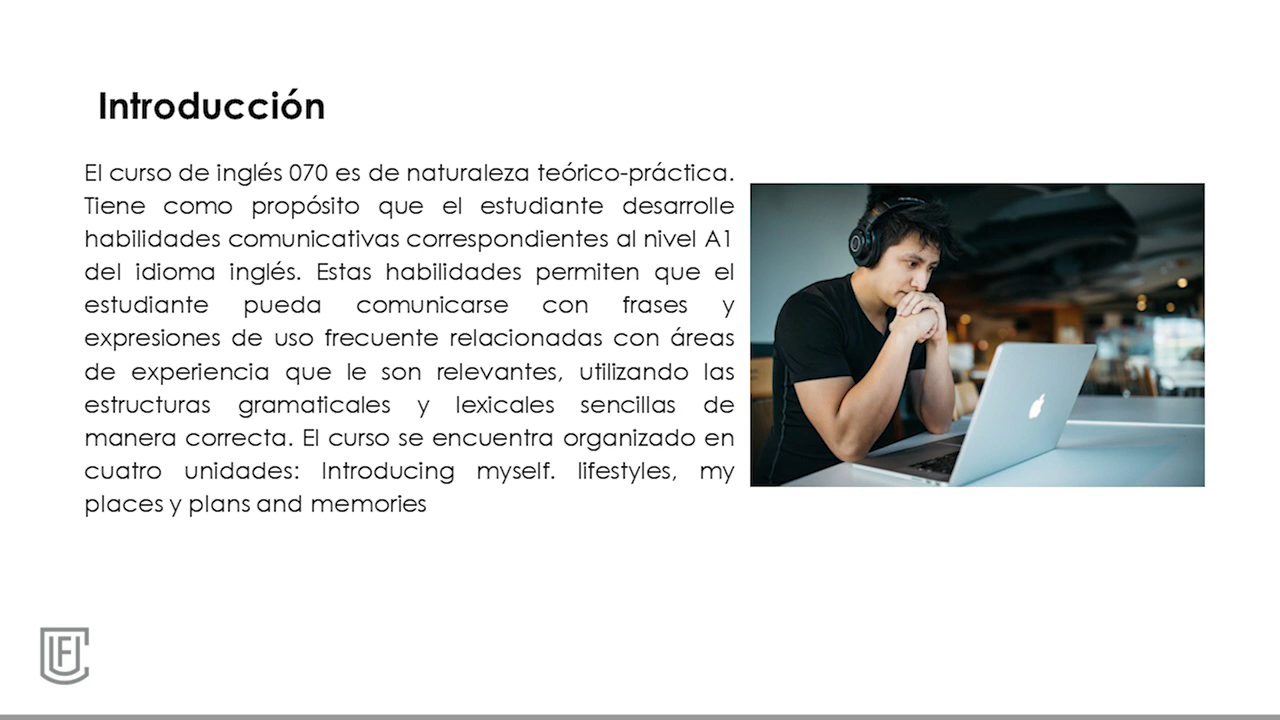 Introducción
El curso de inglés 070 es de naturaleza teórico-práctica.
Tiene como propósito que el estudiante desarrolle
habilidades comunicativas correspondientes al nivel A1
del idioma inglés. Estas habilidades permiten que el
estudiante pueda comunicarse con frases y
expresiones de uso frecuente relacionadas con áreas
de experiencia que le son relevantes, utilizando las
estructuras gramaticales y lexicales sencillas de
manera correcta. El curso se encuentra organizado en
cuatro unidades: Introducing myself. lifestyles, my
places y plans and memories